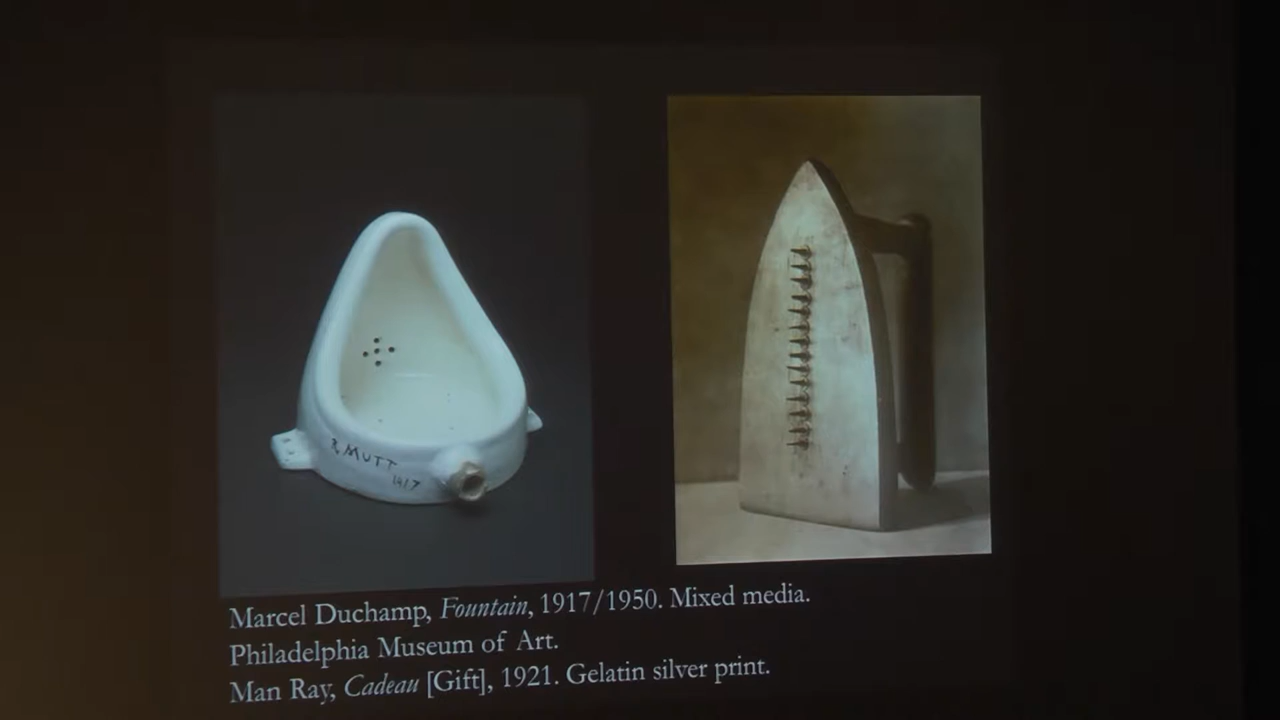 R. MUTT
1917
Marcel Duchamp, Fountain, 1917/1950. Mixed media.
Philadelphia Museum of Art.
Man Ray, Cadeau [Gift], 1921. Gelatin silver print.